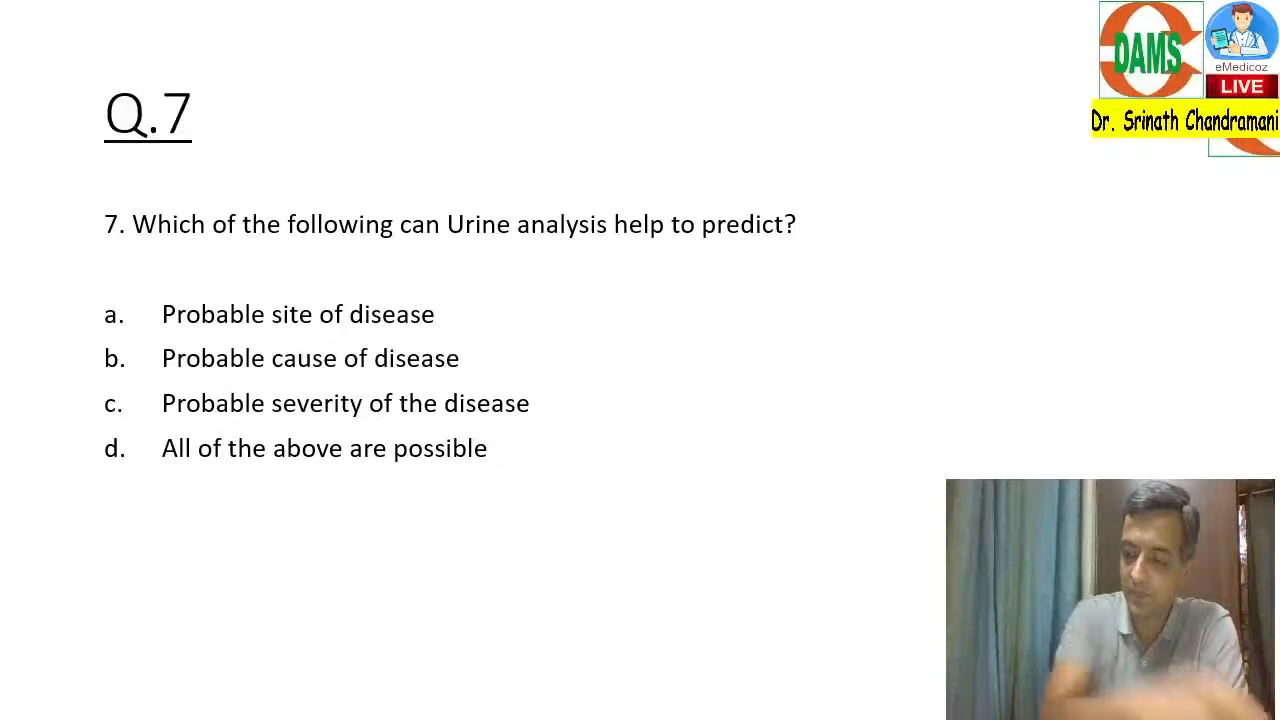 DAMS
eMedicoz
LIVE
Dr. Srinath Chandramani
Q.7
7. Which of the following can Urine analysis help to predict?
a. Probable site of disease
b. Probable cause of disease
c. Probable severity of the disease
d. All of the above are possible